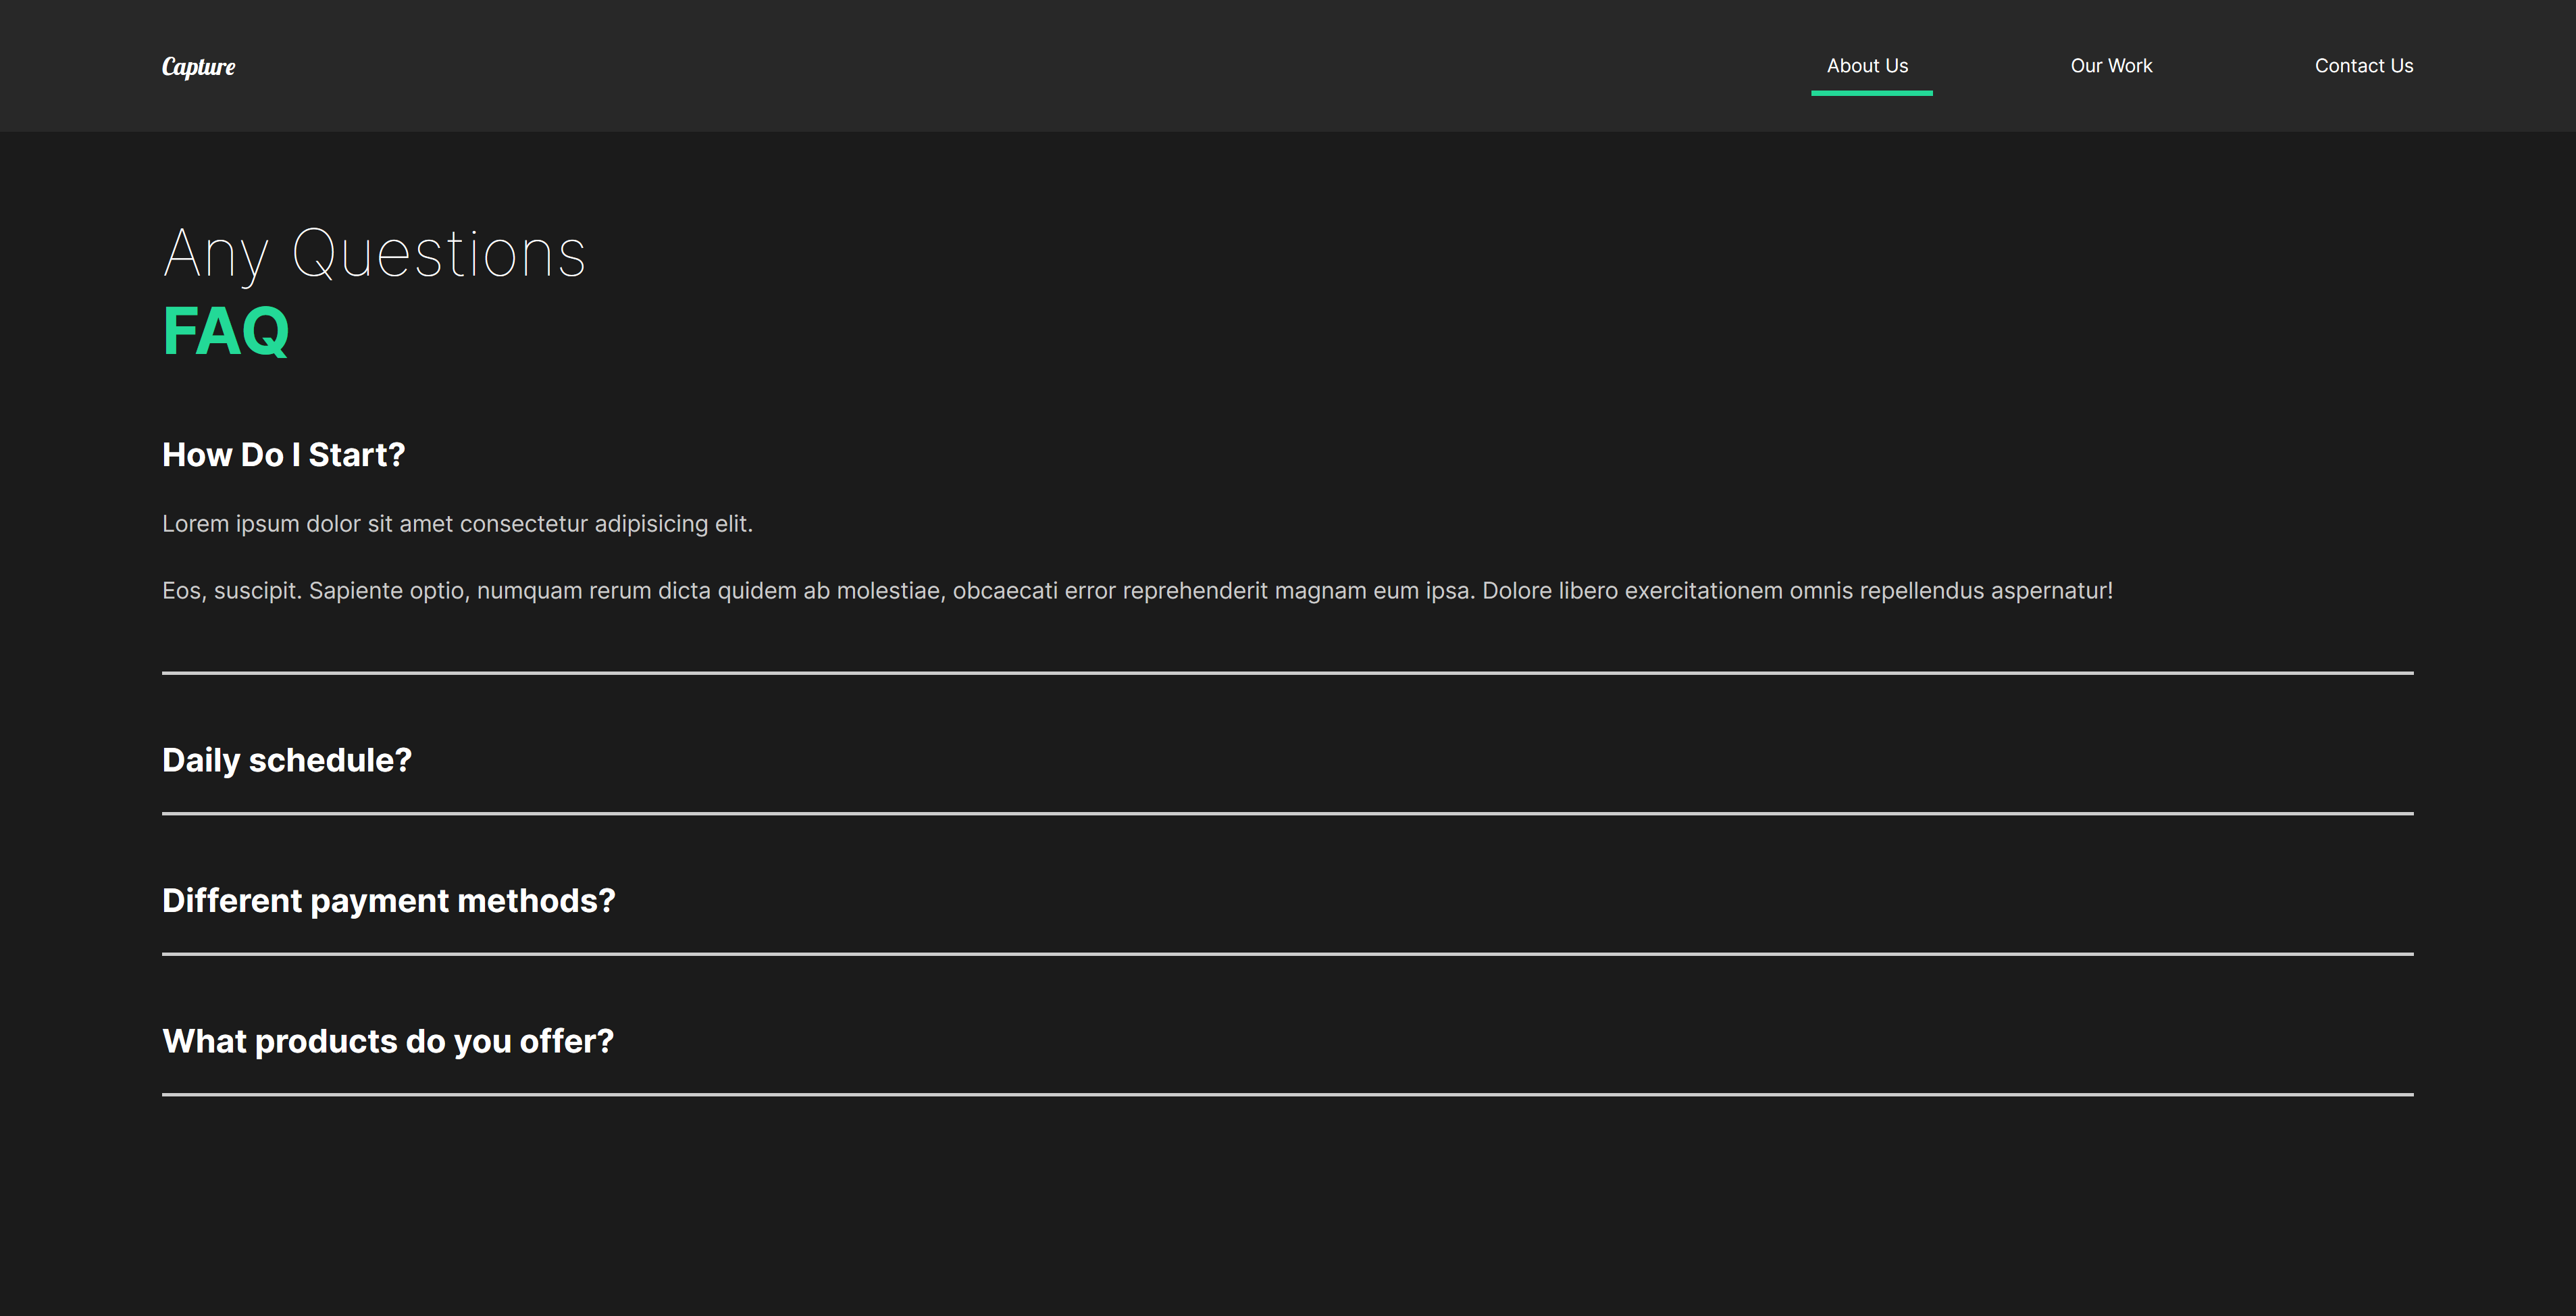 Capture
About Us
Our Work
Contact Us
Any Questions
FAQ
How Do I Start?
Lorem ipsum dolor sit amet consectetur adipisicing elit.
Eos, suscipit. Sapiente optio, numquam rerum dicta quidem ab molestiae, obcaecati error reprehenderit magnam eum ipsa. Dolore libero exercitationem omnis repellendus aspernatur!
Daily schedule?
Different payment methods?
What products do you offer?